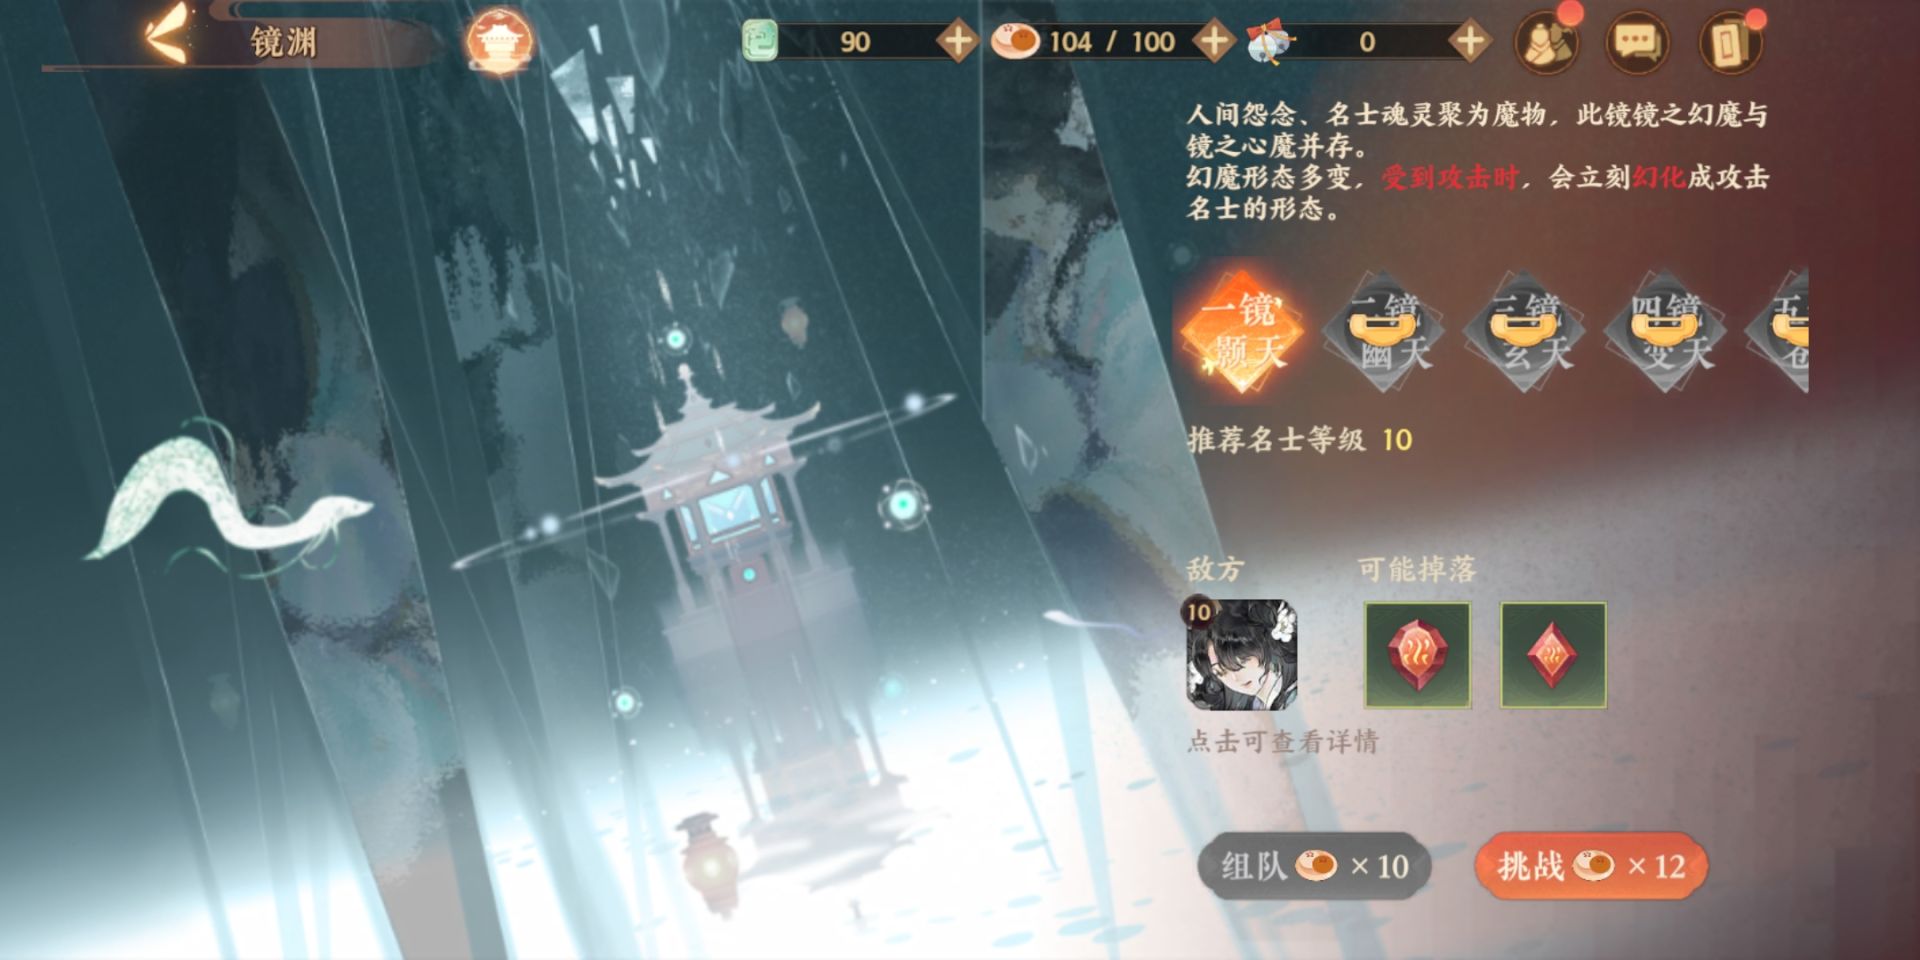 镜渊
90
104 / 100
0
人间怨念、名士魂灵聚为魔物，此镜镜之幻魔与
镜之心魔并存。
幻魔形态多变，受到攻击时，会立刻幻化成攻击
名士的形态。
一镜
颢天
二镜
幽天
三镜
玄天
四镜
变天
推荐名士等级 10
敌方
可能掉落
10
点击可查看详情
组队 ×10
挑战 ×12